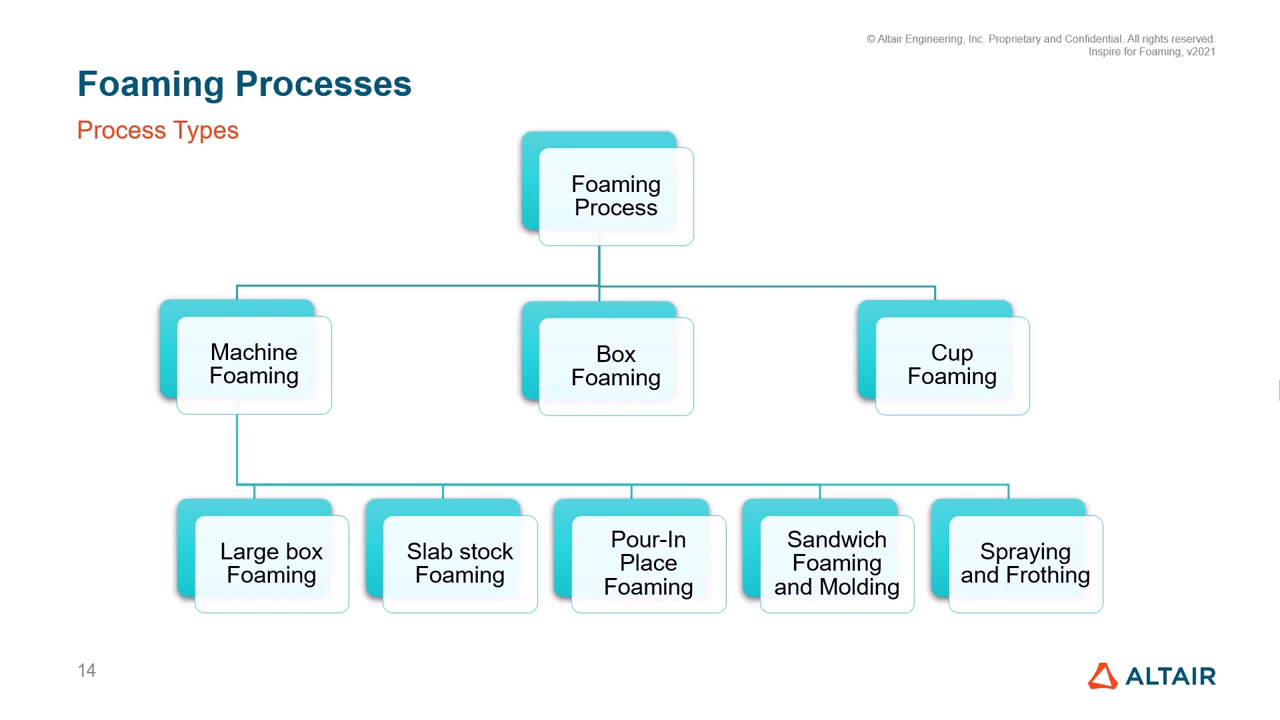 © Altair Engineering, Inc. Proprietary and Confidential. All rights reserved.
Inspire for Foaming, v2021
Foaming Processes
Process Types
Foaming
Process
Machine
Foaming
Box
Foaming
Cup
Foaming
Large box
Foaming
Slab stock
Foaming
Pour-In
Place
Foaming
Sandwich
Foaming
and Molding
Spraying
and Frothing
14
ALTAIR